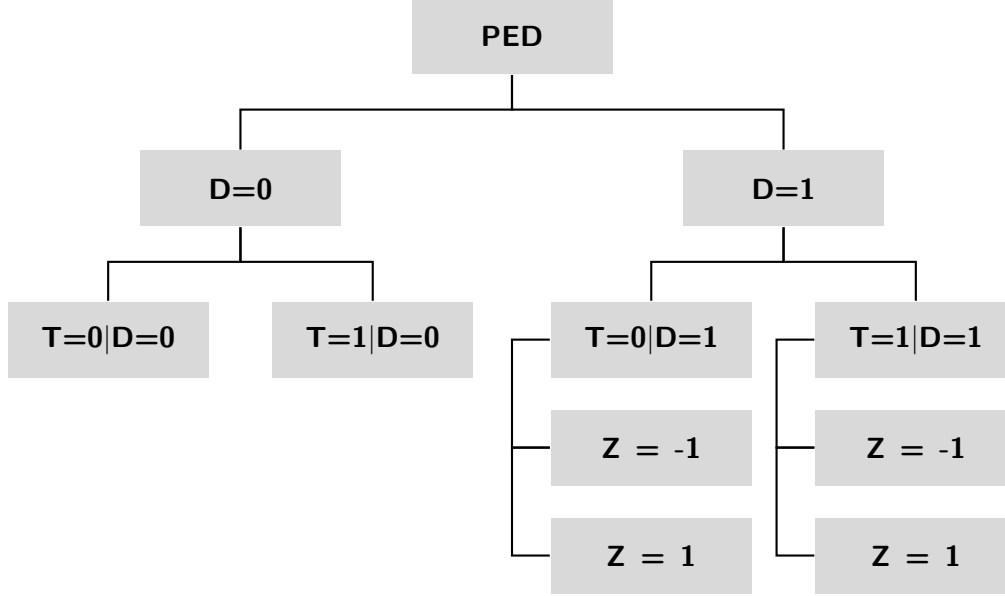 PED
D=0
D=1
T=0|D=0
T=1|D=0
T=0|D=1
T=1|D=1
Z = -1
Z = -1
Z = 1
Z = 1